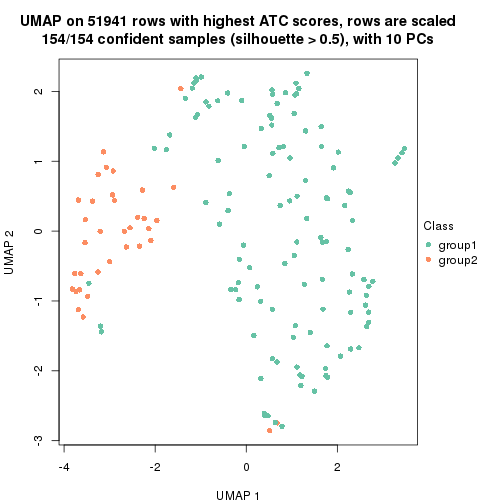 UMAP on 51941 rows with highest ATC scores, rows are scaled
154/154 confident samples (silhouette > 0.5), with 10 PCs
2
1
0
-1
-2
-3
UMAP 2
-4
-2
0
2
UMAP 1
Class
group1
group2